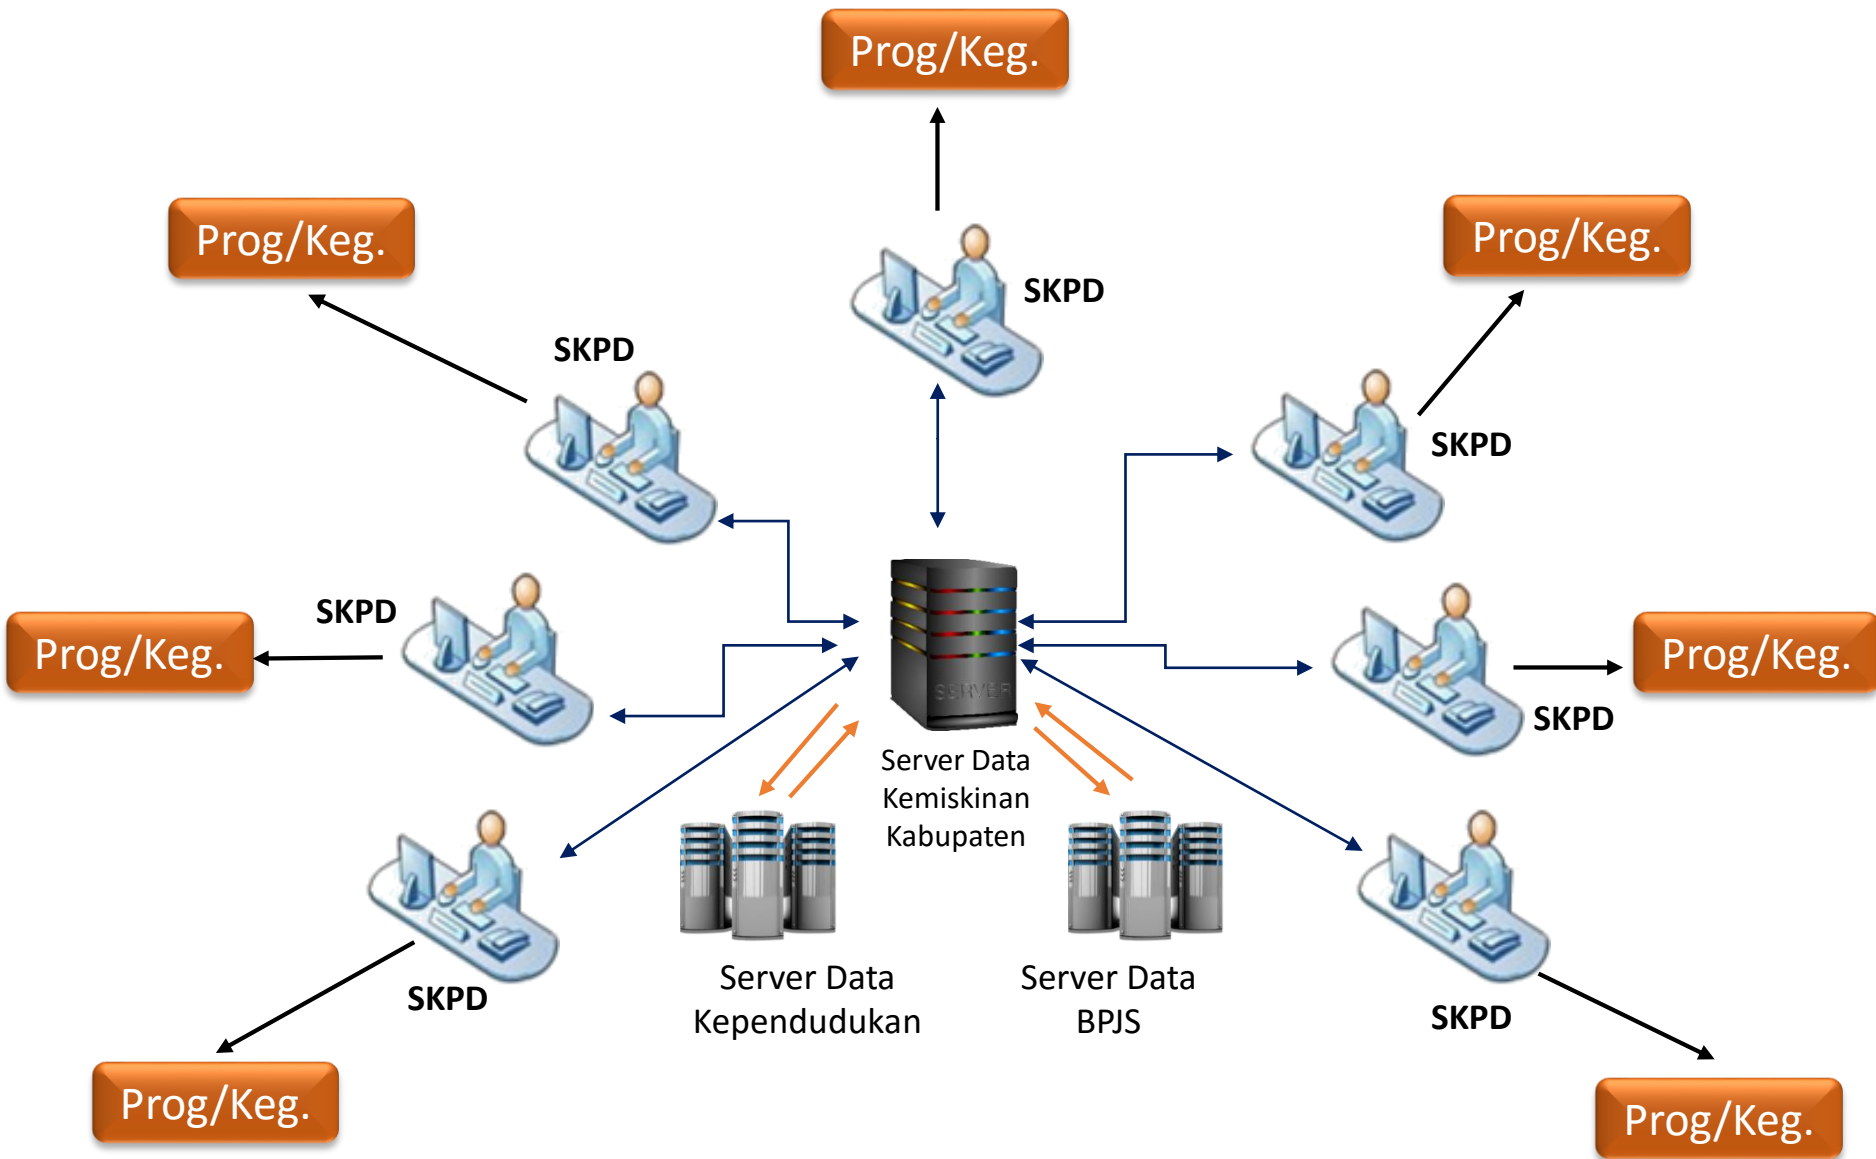 Prog/Keg.
Prog/Keg.
Prog/Keg.
SKPD
SKPD
SKPD
SKPD
Prog/Keg.
Prog/Keg.
SERVER
SKPD
Server Data
Kemiskinan
Kabupaten
Server Data
Kependudukan
Server Data
BPJS
SKPD
SKPD
Prog/Keg.
Prog/Keg.